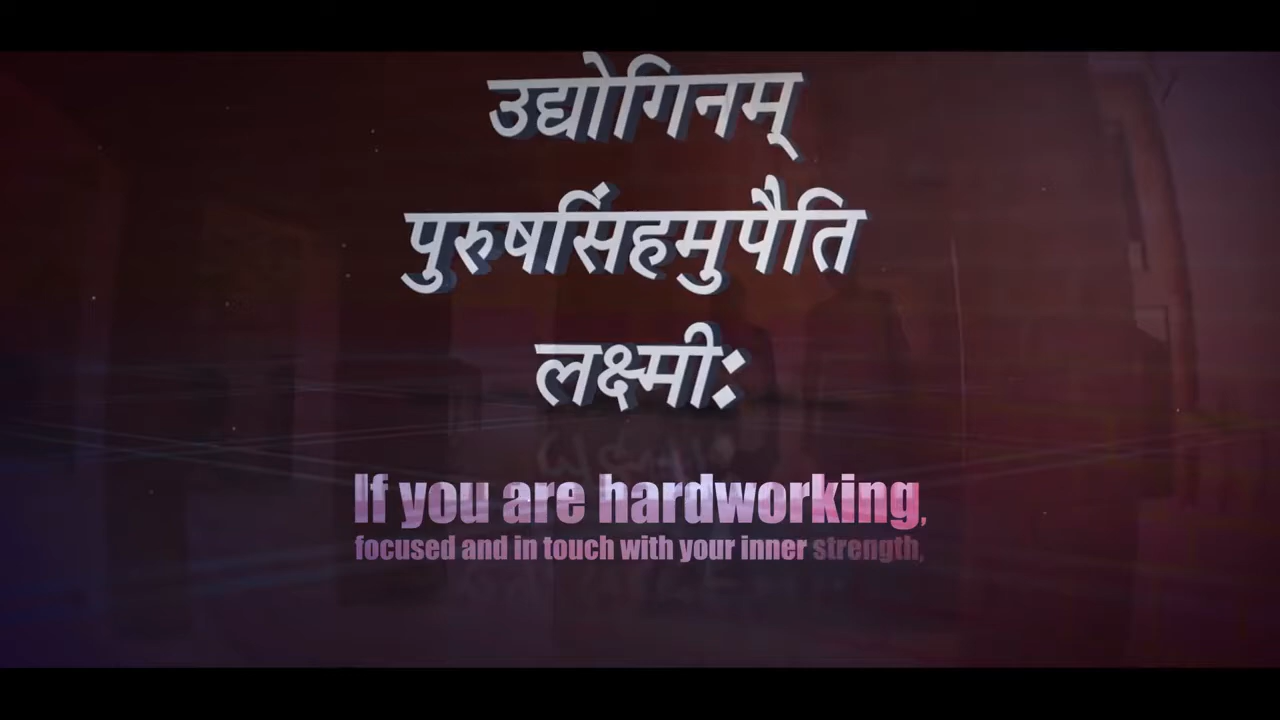 उद्योगिनम्
पुरुषसिंहमुपैति
लक्ष्मीः
If you are hardworking,
focused and in touch with your inner strength,